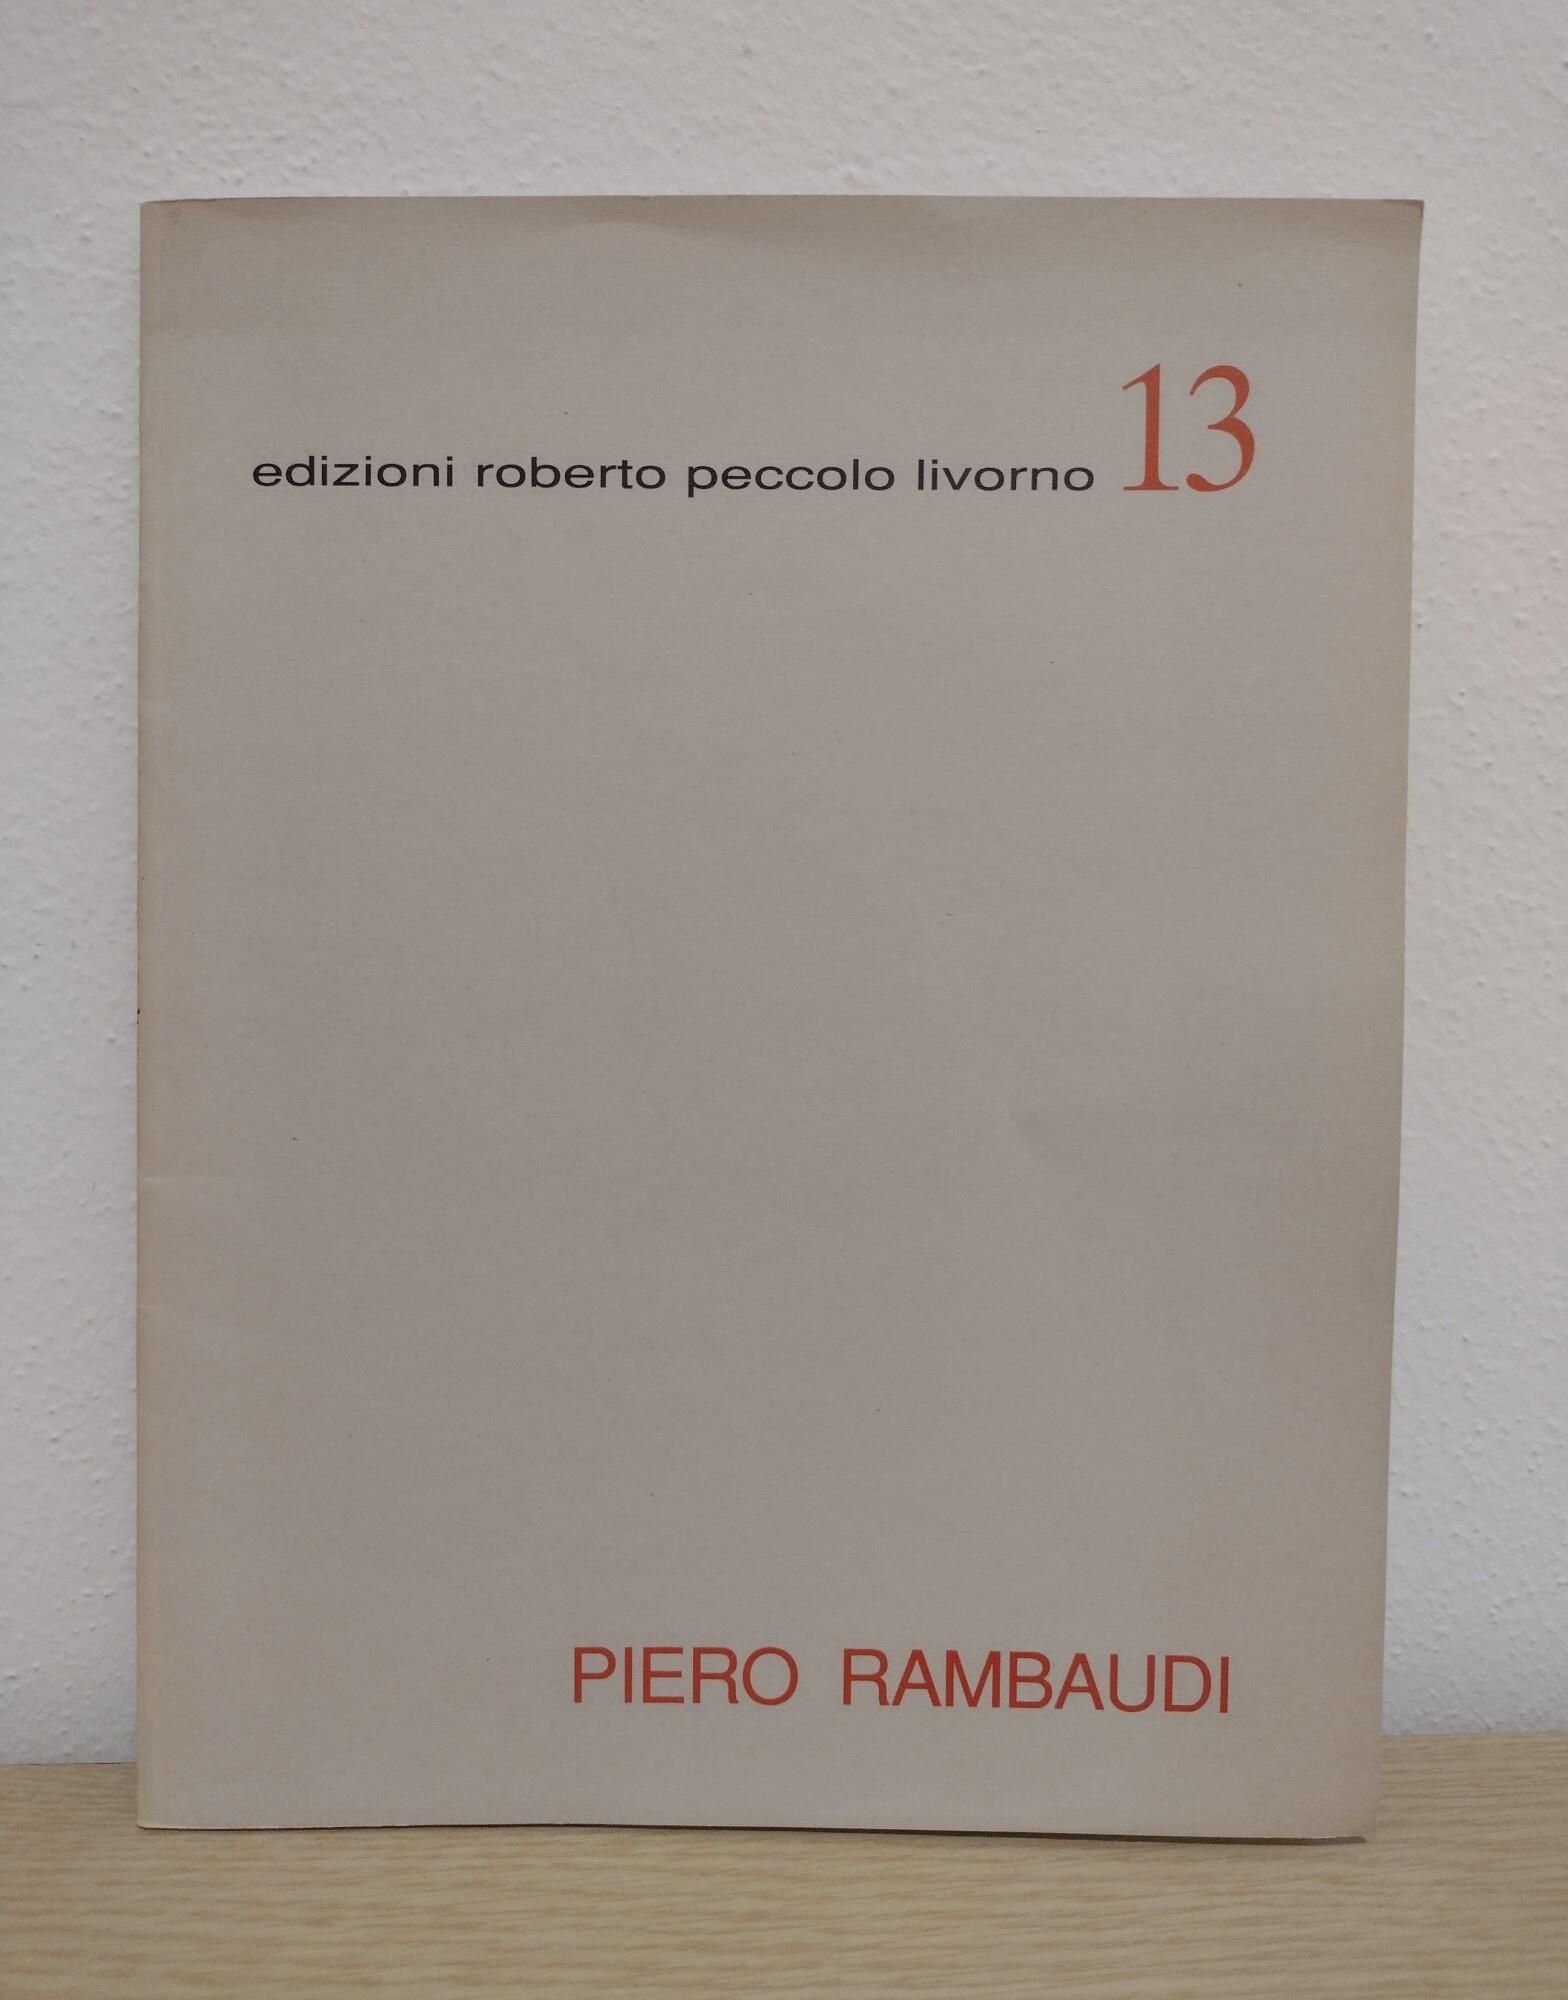 edizioni roberto peccolo livorno 13
PIERO RAMBAUDI